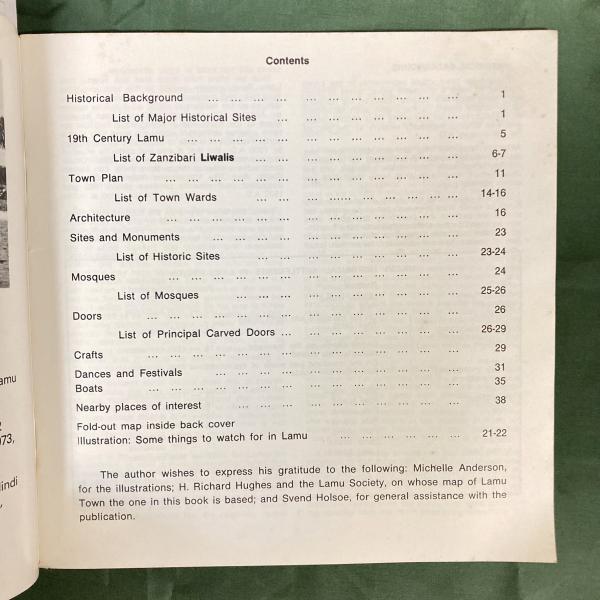 Contents
Historical Background ... ... ... ... ... ... ... ... ... ... ... 1
List of Major Historical Sites ... ... ... ... ... ... ... ... 1
19th Century Lamu ... ... ... ... ... ... ... ... ... ... ... 5
List of Zanzibari Liwalis ... ... ... ... ... ... ... ... ... 6-7
Town Plan ... ... ... ... ... ... ... ... ... ... ... ... ... 11
List of Town Wards ... ... ... ...... ... ... ... ... ... ... 14-16
Architecture ... ... ... ... ... ... ... ... ... ... ... ... ... 16
Sites and Monuments ... ... ... ... ... ... ... ... ... ... ... 23
List of Historic Sites ... ... ... ... ... ... ... ... ... 23-24
Mosques ... ... ... ... ... ... ... ... ... ... ... ... ... 24
List of Mosques ... ... ... ... ... ... ... ... ... ... 25-26
Doors ... ... ... ... ... ... ... ... ... ... ... ... ... ... 26
List of Principal Carved Doors ... ... ... ... ... ... ... ... 26-29
Crafts ... ... ... ... ... ... ... ... ... ... ... ... ... ... 29
Dances and Festivals ... ... ... ... ... ... ... ... ... ... ... 31
Boats ... ... ... ... ... ... ... ... ... ... ... ... ... ... 35
Nearby places of interest ... ... ... ... ... ... ... ... ... ... 38
Fold-out map inside back cover
Illustration: Some things to watch for in Lamu ... ... ... ... ... ... 21-22
The author wishes to express his gratitude to the following: Michelle Anderson,
for the illustrations; H. Richard Hughes and the Lamu Society, on whose map of Lamu
Town the one in this book is based; and Svend Holsoe, for general assistance with the
publication.
amu
973,
lindi